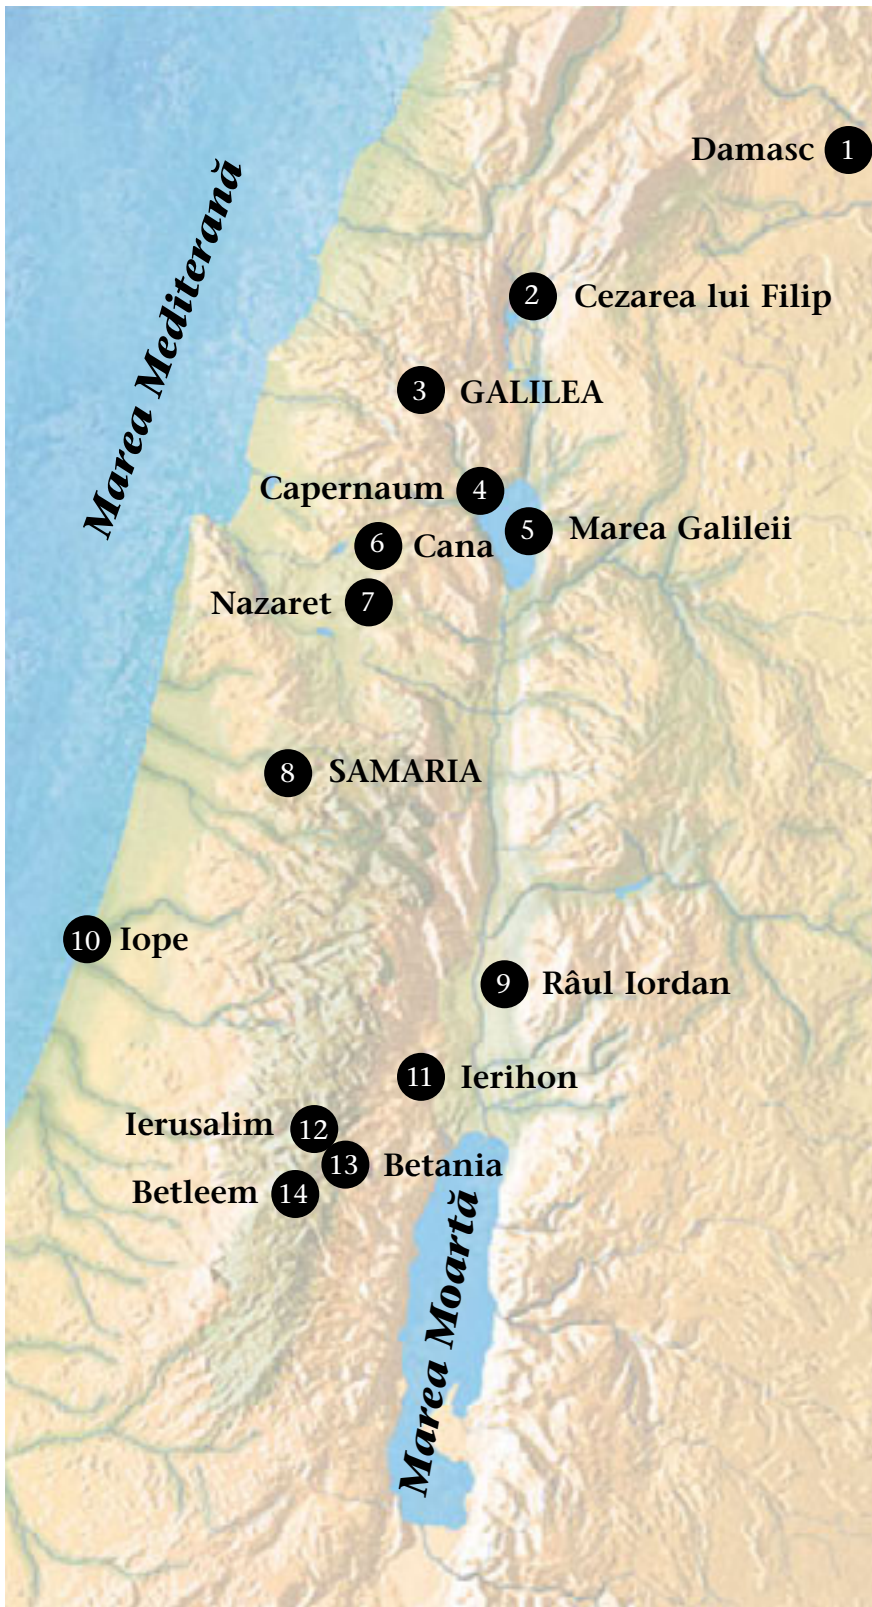 Damasc 1
Marea Mediterană
2 Cezarea lui Filip
3 GALILEA
Capernaum 4
5 Marea Galileii
6 Cana
Nazaret 7
8 SAMARIA
10 Iope
9 Râul Iordan
11 Ierihon
Ierusalim 12
13 Betania
Betleem 14
Marea Moartă